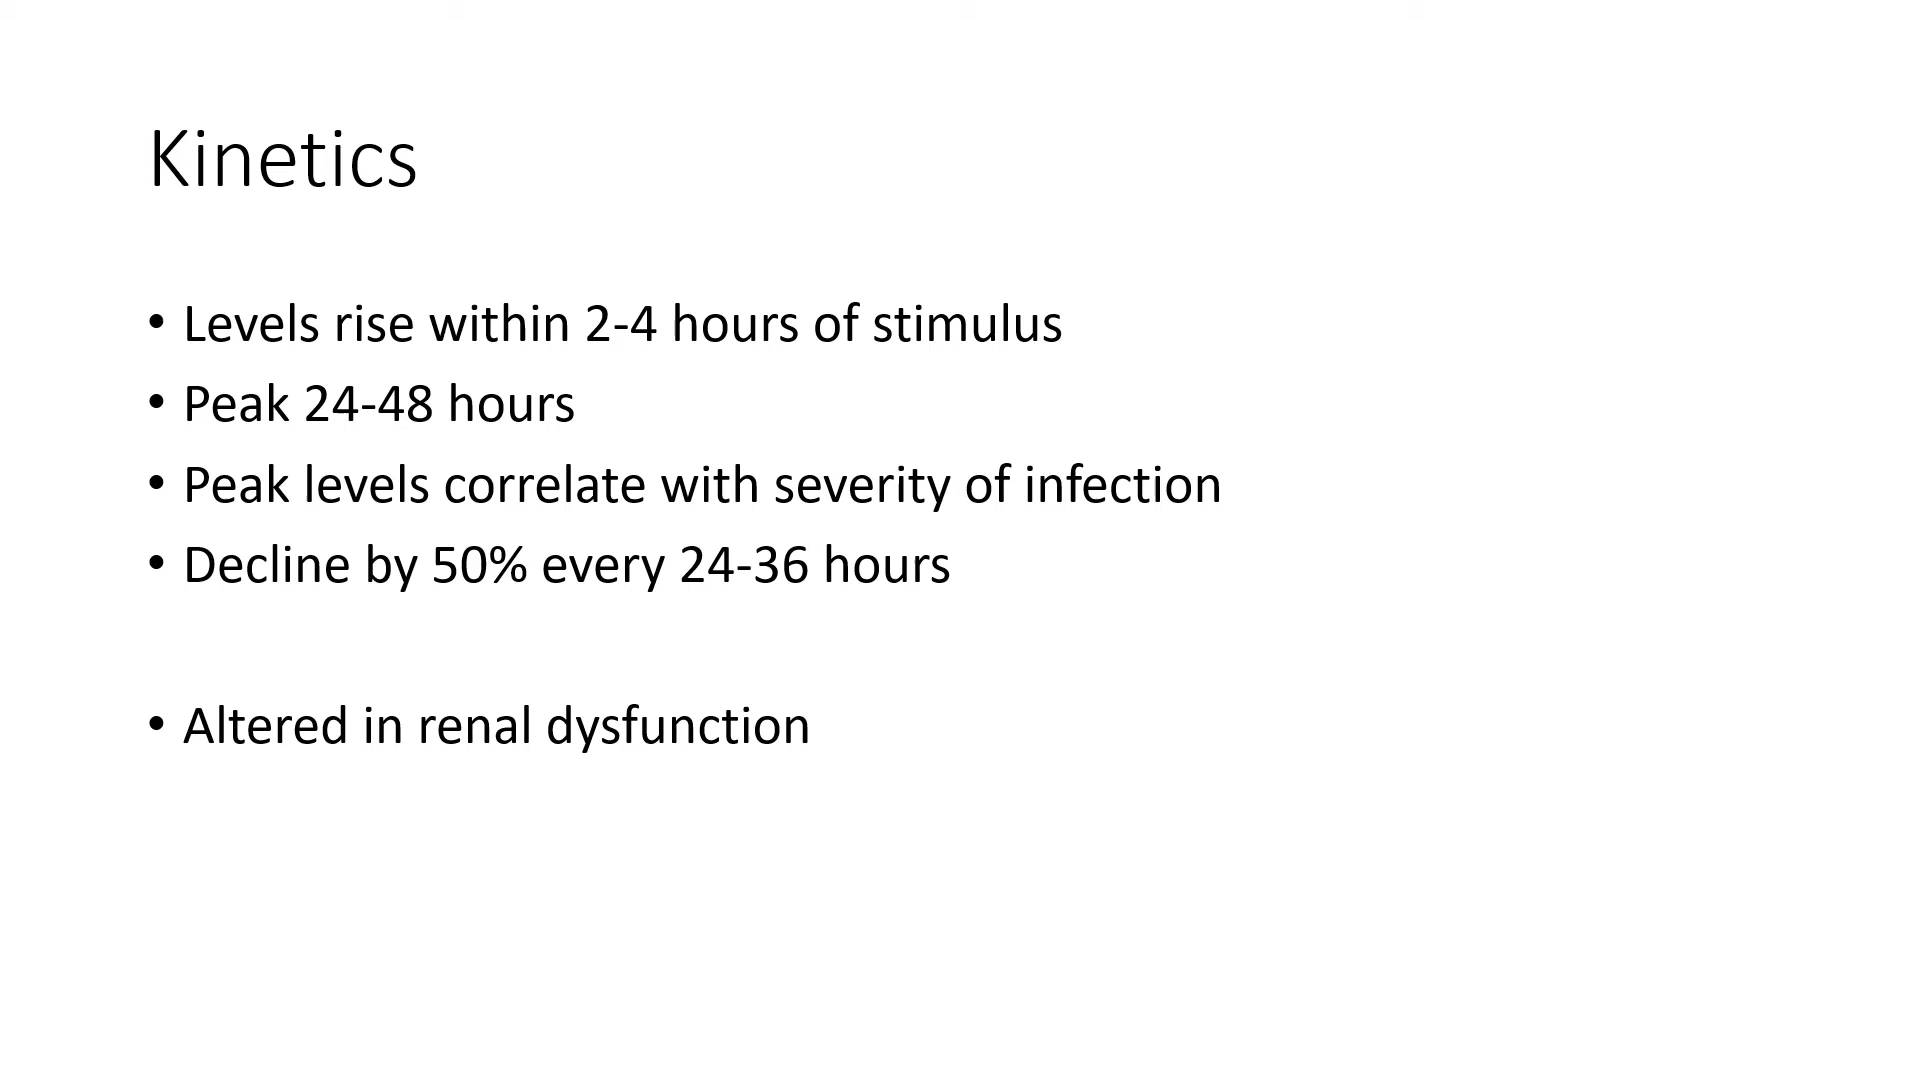 Kinetics
• Levels rise within 2-4 hours of stimulus
• Peak 24-48 hours
• Peak levels correlate with severity of infection
• Decline by 50% every 24-36 hours
• Altered in renal dysfunction